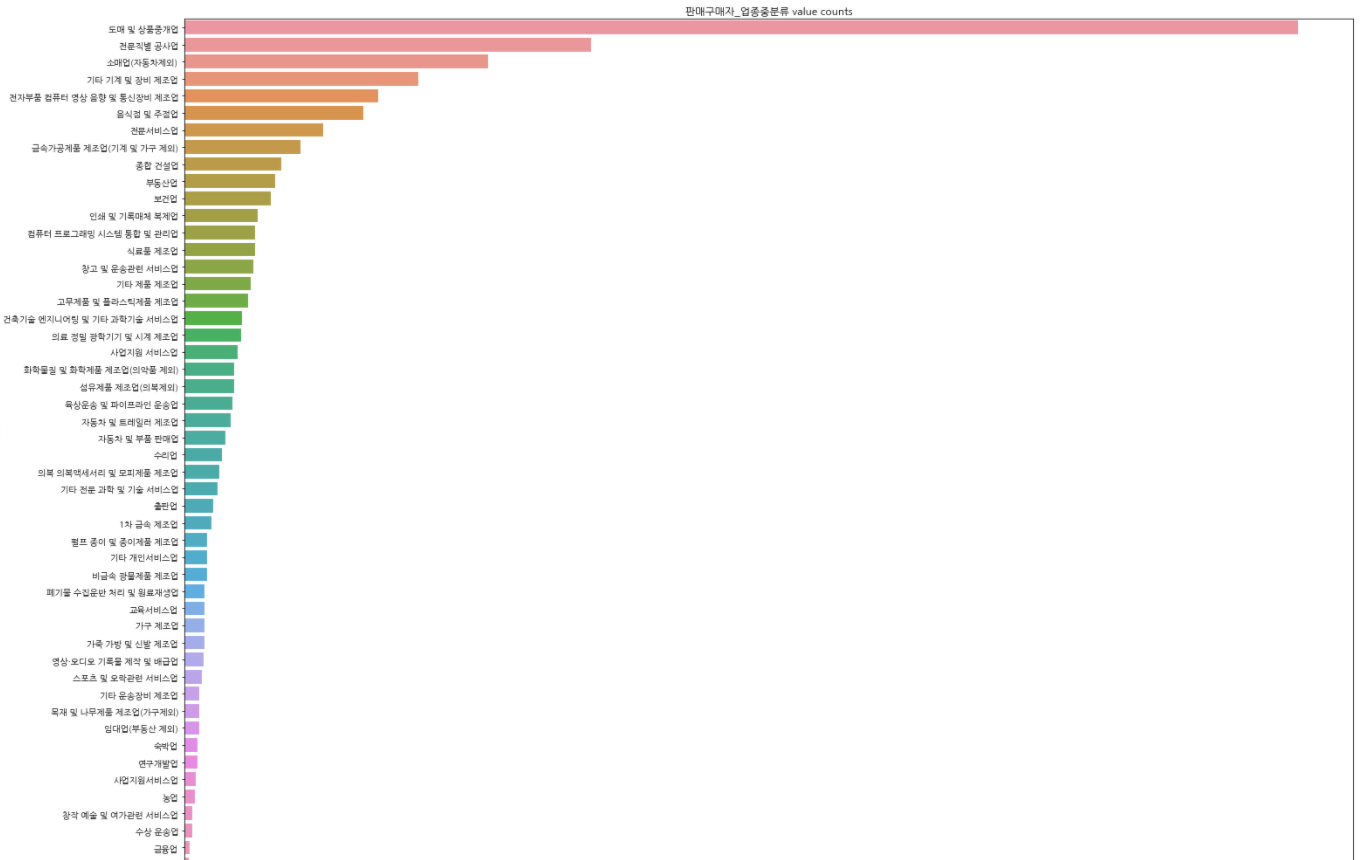 판매구매자_업종중분류 value counts
도매 및 상품중개업
전문직별 공사업
소매업(자동차제외)
기타 기계 및 장비 제조업
전자부품 컴퓨터 영상 음향 및 통신장비 제조업
음식점 및 주점업
전문서비스업
금속가공제품 제조업(기계 및 가구 제외)
종합 건설업
부동산업
보건업
인쇄 및 기록매체 복제업
컴퓨터 프로그래밍 시스템 통합 및 관리업
식료품 제조업
창고 및 운송관련 서비스업
기타 제품 제조업
고무제품 및 플라스틱제품 제조업
건축기술 엔지니어링 및 기타 과학기술 서비스업
의료 정밀 광학기기 및 시계 제조업
사업지원 서비스업
화학물질 및 화학제품 제조업(의약품 제외)
섬유제품 제조업(의복제외)
육상운송 및 파이프라인 운송업
자동차 및 트레일러 제조업
자동차 및 부품 판매업
수리업
의복 의복액세서리 및 모피제품 제조업
기타 전문 과학 및 기술 서비스업
출판업
1차 금속 제조업
펄프 종이 및 종이제품 제조업
기타 개인서비스업
비금속 광물제품 제조업
폐기물 수집운반 처리 및 원료재생업
교육서비스업
가구 제조업
가죽 가방 및 신발 제조업
영상·오디오 기록물 제작 및 배급업
스포츠 및 오락관련 서비스업
기타 운송장비 제조업
목재 및 나무제품 제조업(가구제외)
임대업(부동산 제외)
숙박업
연구개발업
사업지원서비스업
농업
창작 예술 및 여가관련 서비스업
수상 운송업
금융업